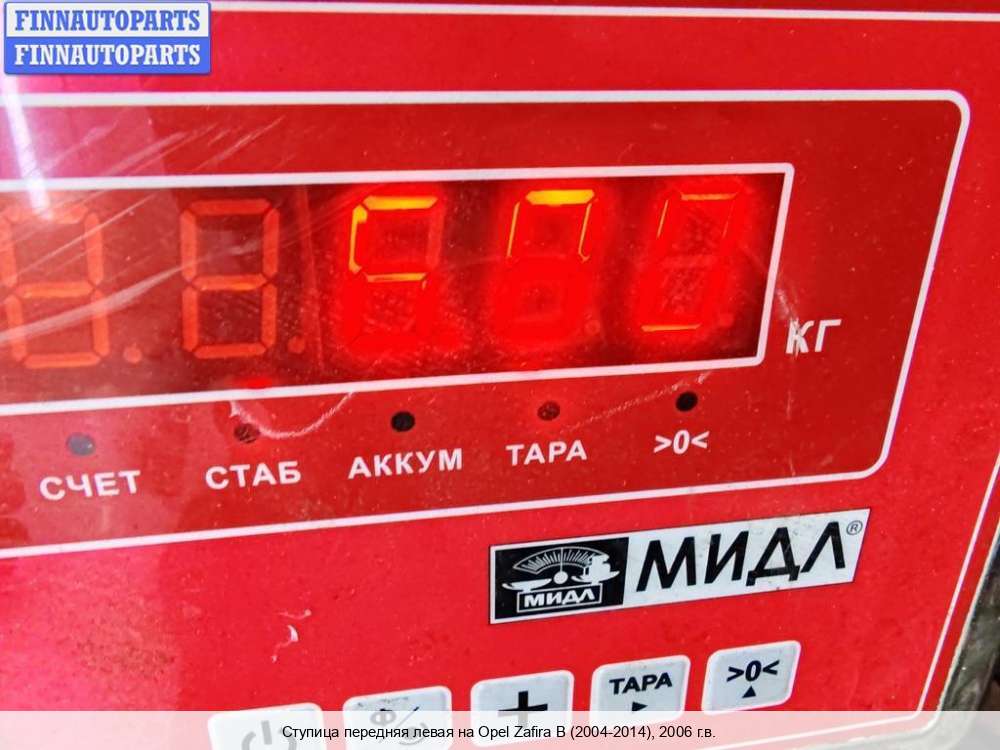 FINNAUTOPARTS
FINNAUTOPARTS
КГ
СЧЕТ СТАБ АККУМ ТАРА >0<
МИДЛ МИДЛ®
ТАРА >0<
Ступица передняя левая на Opel Zafira B (2004-2014), 2006 г.в.